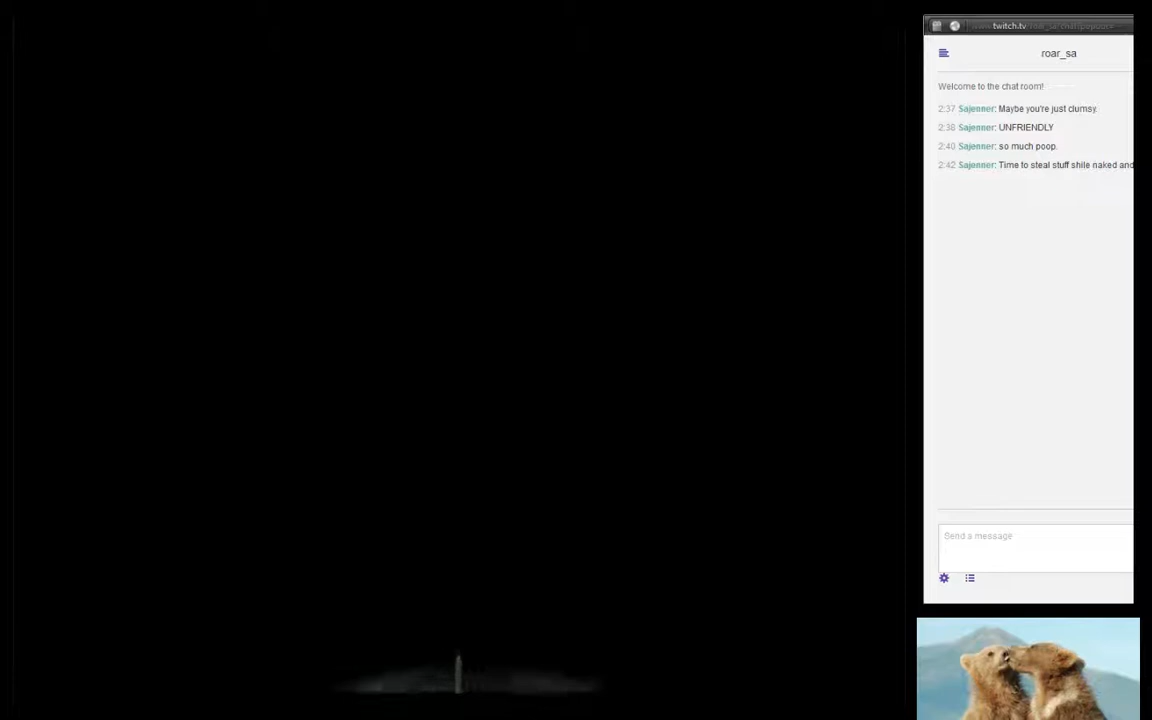 twitch.tv
roar_sa
Welcome to the chat room!
2:37 Sajenner: Maybe you're just clumsy.
2:38 Sajenner: UNFRIENDLY
2:40 Sajenner: so much poop.
2:42 Sajenner: Time to steal stuff shile naked and
Send a message